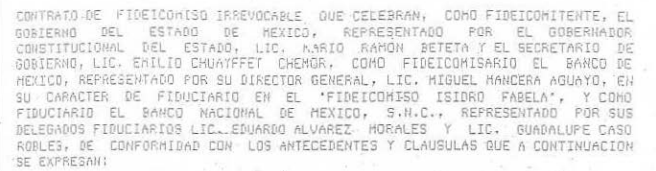 CONTRATO DE FIDEICOMISO IRREVOCABLE QUE CELEBRAN, COMO FIDEICOMITENTE, EL
GOBIERNO DEL ESTADO DE MEXICO, REPRESENTADO POR EL GOBERNADOR
CONSTITUCIONAL DEL ESTADO, LIC. MARIO RAMON BETETA Y EL SECRETARIO DE
GOBIERNO, LIC. EMILIO CHUAYFFET CHEMOR, COMO FIDEICOMISARIO EL BANCO DE
MEXICO, REPRESENTADO POR SU DIRECTOR GENERAL, LIC. MIGUEL MANCERA AGUAYO, EN
SU CARACTER DE FIDUCIARIO EN EL "FIDEICOMISO ISIDRO FABELA", Y COMO
FIDUCIARIO EL BANCO NACIONAL DE MEXICO, S.N.C., REPRESENTADO POR SUS
DELEGADOS FIDUCIARIOS LIC. EDUARDO ALVAREZ MORALES Y LIC. GUADALUPE CASO
ROBLES, DE CONFORMIDAD CON LOS ANTECEDENTES Y CLAUSULAS QUE A CONTINUACION
SE EXPRESAN: